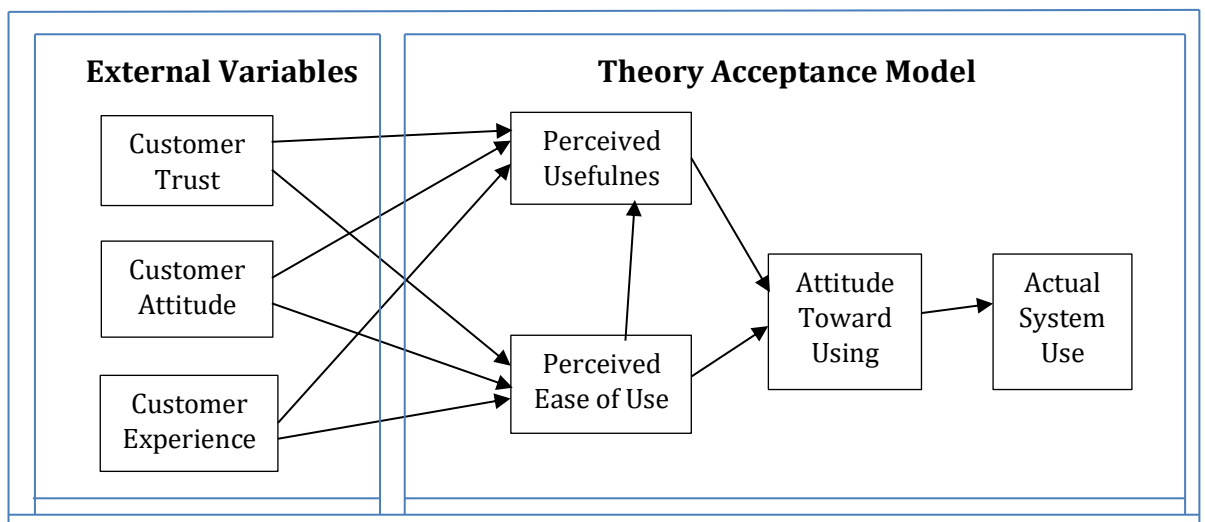 External Variables
Theory Acceptance Model
Customer
Trust
Customer
Attitude
Customer
Experience
Perceived
Usefulnes
Perceived
Ease of Use
Attitude
Toward
Using
Actual
System
Use